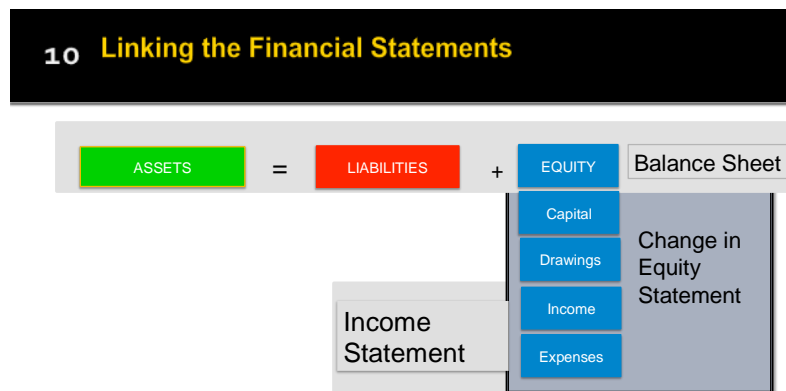 10 Linking the Financial Statements
ASSETS = LIABILITIES + EQUITY Balance Sheet
Capital
Drawings
Change in
Equity
Statement
Income
Expenses
Income
Statement